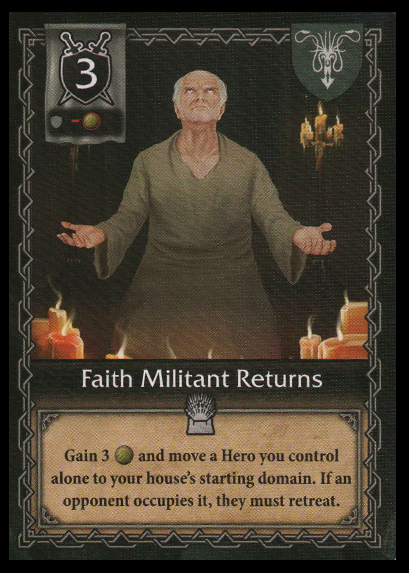 3
Faith Militant Returns
Gain 3 and move a Hero you control
alone to your house's starting domain. If an
opponent occupies it, they must retreat.